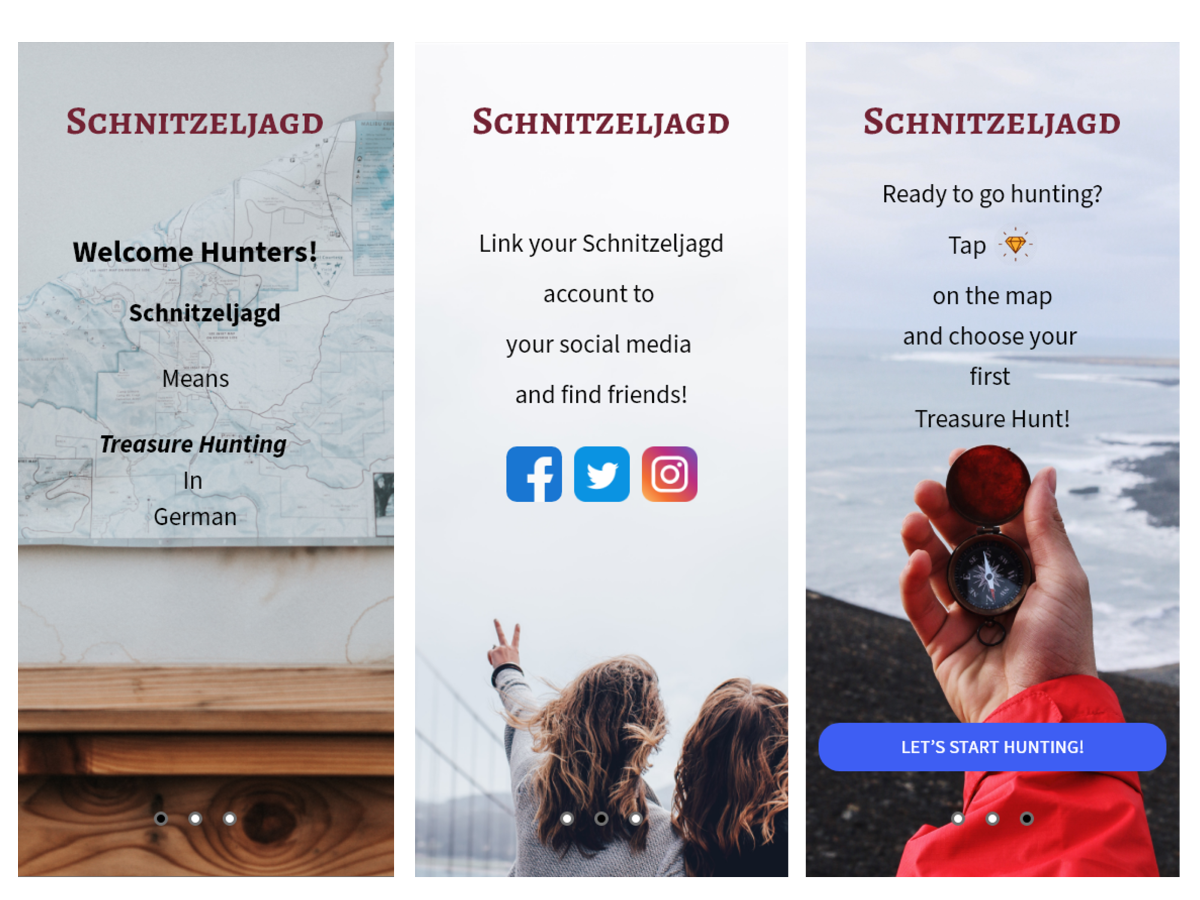 Schnitzeljagd
Welcome Hunters!
Schnitzeljagd
Means
Treasure Hunting
In
German
Schnitzeljagd
Link your Schnitzeljagd
account to
your social media
and find friends!
Schnitzeljagd
Ready to go hunting?
Tap
on the map
and choose your
first
Treasure Hunt!
LET’S START HUNTING!